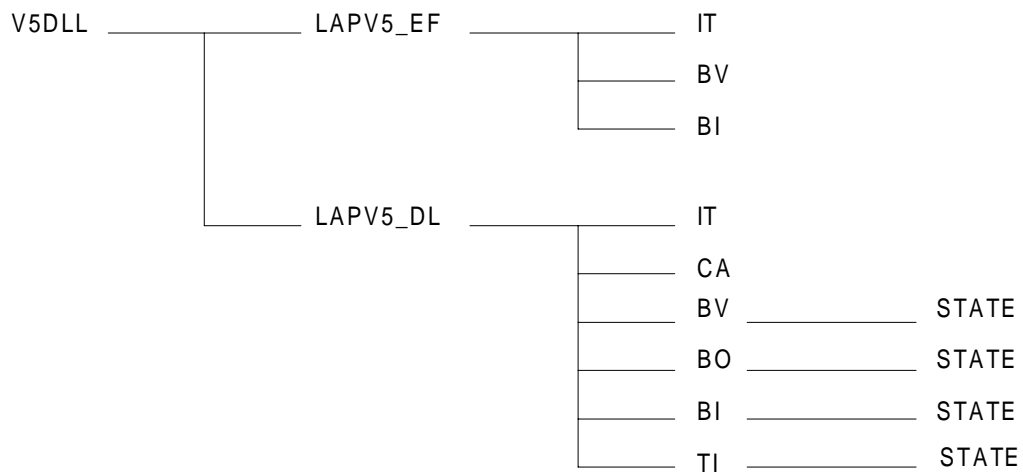 V5DLL LAPV5_EF IT
BV
BI
LAPV5_DL IT
CA
BV STATE
BO STATE
BI STATE
TI STATE